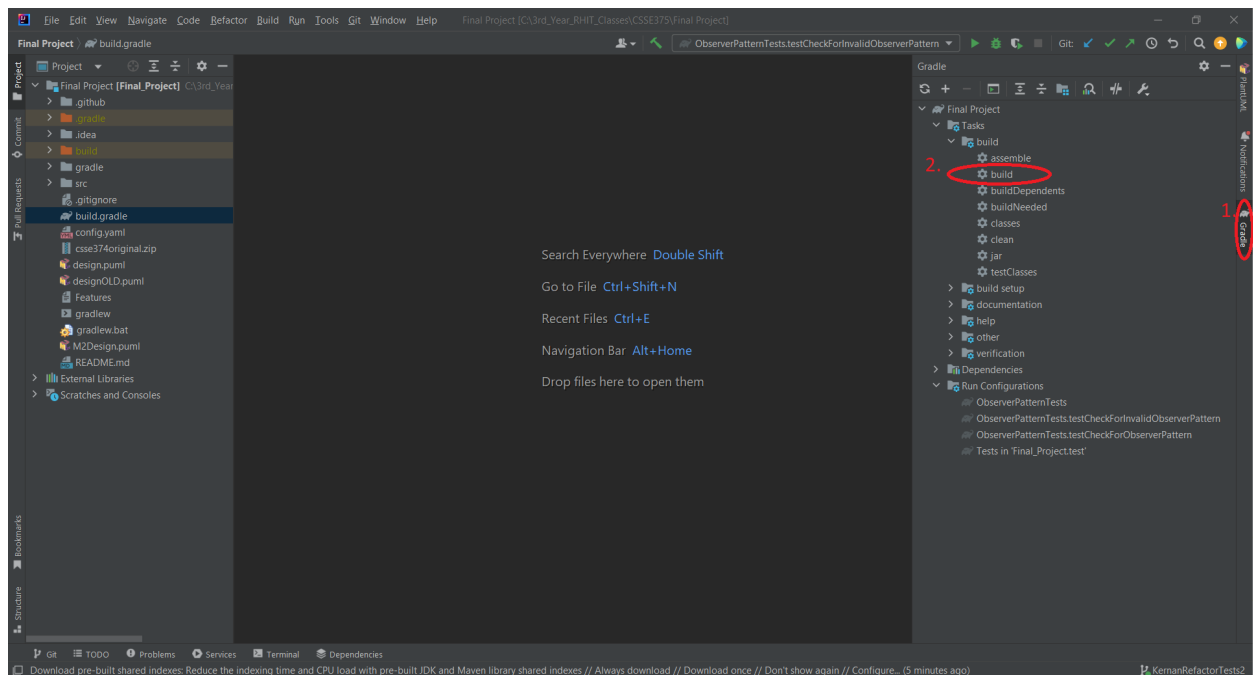 File Edit View Navigate Code Refactor Build Run Tools Git Window Help Final Project [C:\3rd_Year_RHIT_Classes\CSSE375\Final Project]
Final Project build.gradle ObserverPatternTests.testCheckForInvalidObserverPattern Git:
Project
Final Project [Final_Project] C:\3rd_Year
.github
.gradle
.idea
build
gradle
src
.gitignore
build.gradle
config.yaml
csse374original.zip
design.puml
designOLD.puml
Features
gradlew
gradlew.bat
M2Design.puml
README.md
External Libraries
Scratches and Consoles
Project
Commit
Pull Requests
Bookmarks
Structure
Search Everywhere Double Shift
Go to File Ctrl+Shift+N
Recent Files Ctrl+E
Navigation Bar Alt+Home
Drop files here to open them
Gradle
Final Project
Tasks
build
assemble
2. build
buildDependents
buildNeeded
classes
clean
jar
testClasses
build setup
documentation
help
other
verification
Dependencies
Run Configurations
ObserverPatternTests
ObserverPatternTests.testCheckForInvalidObserverPattern
ObserverPatternTests.testCheckForObserverPattern
Tests in 'Final_Project.test'
PlantUML
Notifications
1. Gradle
Git TODO Problems Services Terminal Dependencies
Download pre-built shared indexes: Reduce the indexing time and CPU load with pre-built JDK and Maven library shared indexes // Always download // Download once // Don't show again // Configure... (5 minutes ago) KernanRefactorTests2